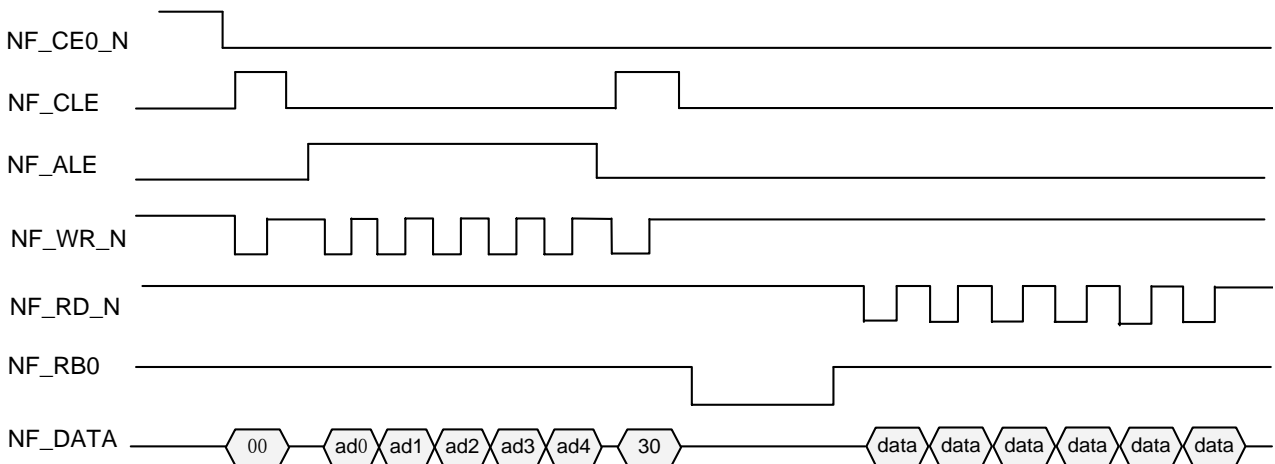 NF_CE0_N
NF_CLE
NF_ALE
NF_WR_N
NF_RD_N
NF_RB0
NF_DATA 00 ad0 ad1 ad2 ad3 ad4 30 data data data data data data